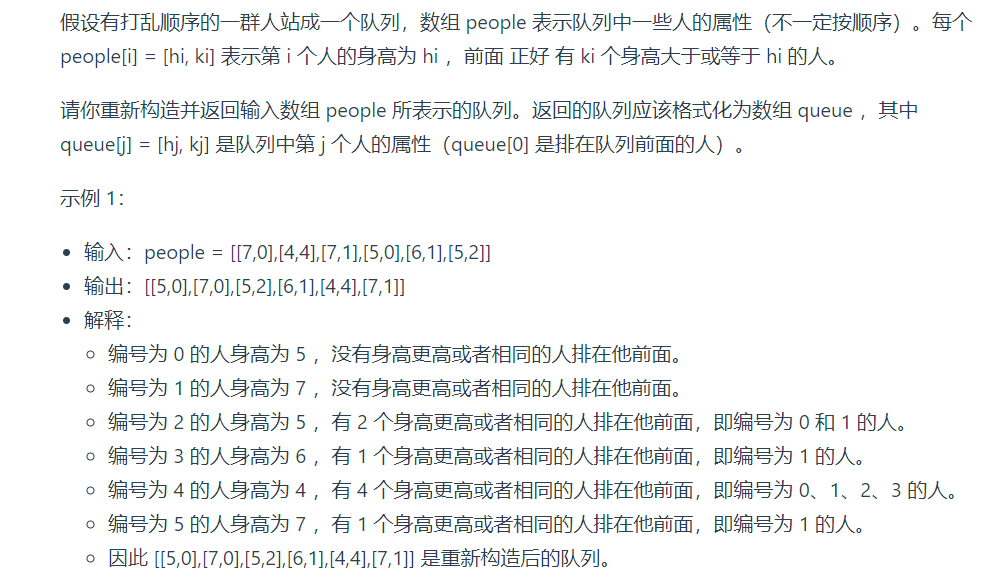 假设有打乱顺序的一群人站成一个队列，数组 people 表示队列中一些人的属性（不一定按顺序）。每个
people[i] = [hi, ki] 表示第 i 个人的身高为 hi ，前面 正好 有 ki 个身高大于或等于 hi 的人。
请你重新构造并返回输入数组 people 所表示的队列。返回的队列应该格式化为数组 queue ，其中
queue[j] = [hj, kj] 是队列中第 j 个人的属性（queue[0] 是排在队列前面的人）。
示例 1：
• 输入：people = [[7,0],[4,4],[7,1],[5,0],[6,1],[5,2]]
• 输出：[[5,0],[7,0],[5,2],[6,1],[4,4],[7,1]]
• 解释：
○ 编号为 0 的人身高为 5 ，没有身高更高或者相同的人排在他前面。
○ 编号为 1 的人身高为 7 ，没有身高更高或者相同的人排在他前面。
○ 编号为 2 的人身高为 5 ，有 2 个身高更高或者相同的人排在他前面，即编号为 0 和 1 的人。
○ 编号为 3 的人身高为 6 ，有 1 个身高更高或者相同的人排在他前面，即编号为 1 的人。
○ 编号为 4 的人身高为 4 ，有 4 个身高更高或者相同的人排在他前面，即编号为 0、1、2、3 的人。
○ 编号为 5 的人身高为 7 ，有 1 个身高更高或者相同的人排在他前面，即编号为 1 的人。
○ 因此 [[5,0],[7,0],[5,2],[6,1],[4,4],[7,1]] 是重新构造后的队列。